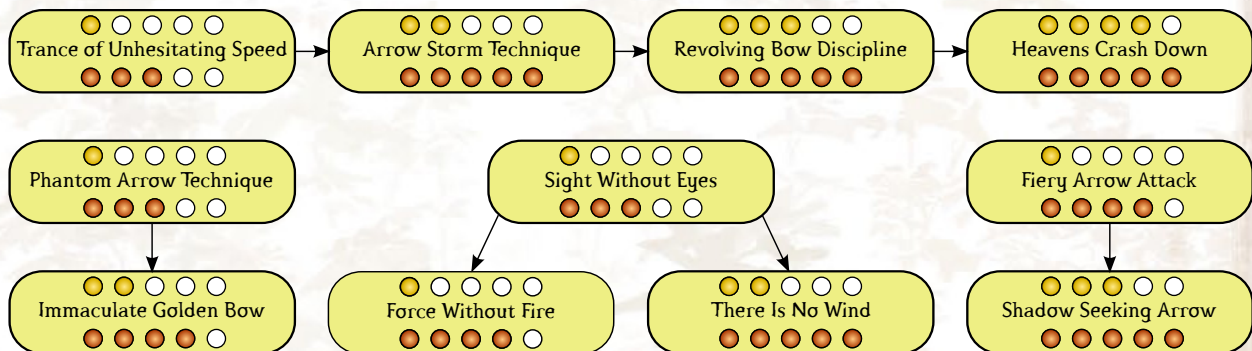 Trance of Unhesitating Speed
Arrow Storm Technique
Revolving Bow Discipline
Heavens Crash Down
Phantom Arrow Technique
Sight Without Eyes
Fiery Arrow Attack
Immaculate Golden Bow
Force Without Fire
There Is No Wind
Shadow Seeking Arrow